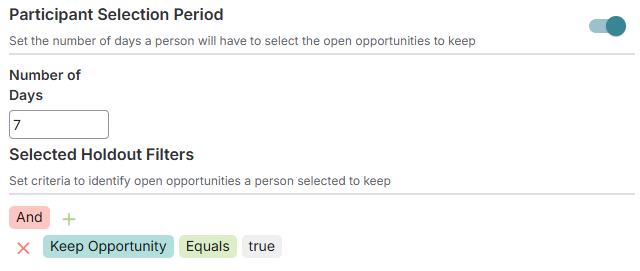 Participant Selection Period
Set the number of days a person will have to select the open opportunities to keep
Number of
Days
7
Selected Holdout Filters
Set criteria to identify open opportunities a person selected to keep
And
Keep Opportunity Equals true